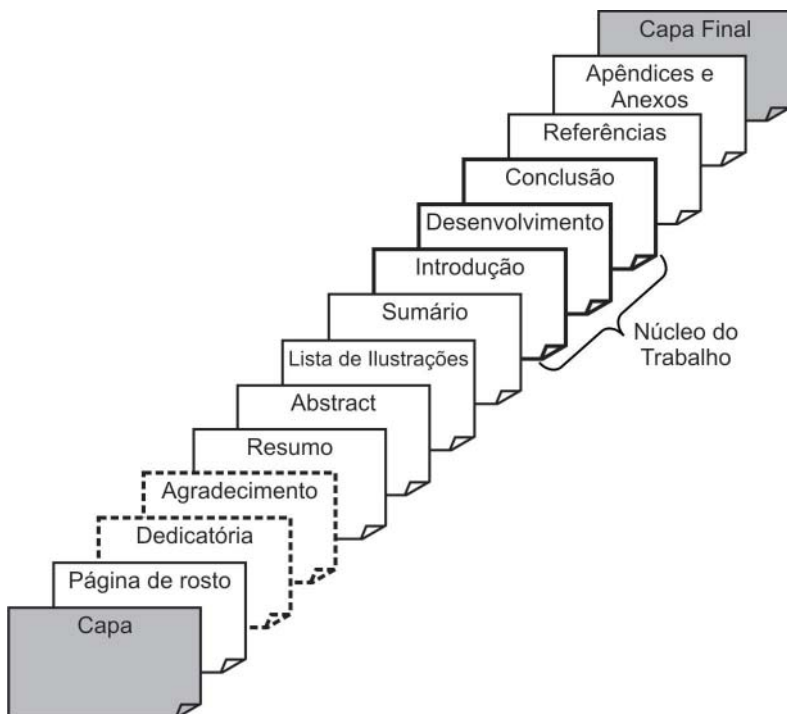 Capa Final
Apêndices e
Anexos
Referências
Conclusão
Desenvolvimento
Introdução
Sumário
Núcleo do
Trabalho
Lista de Ilustrações
Abstract
Resumo
Agradecimento
Dedicatória
Página de rosto
Capa